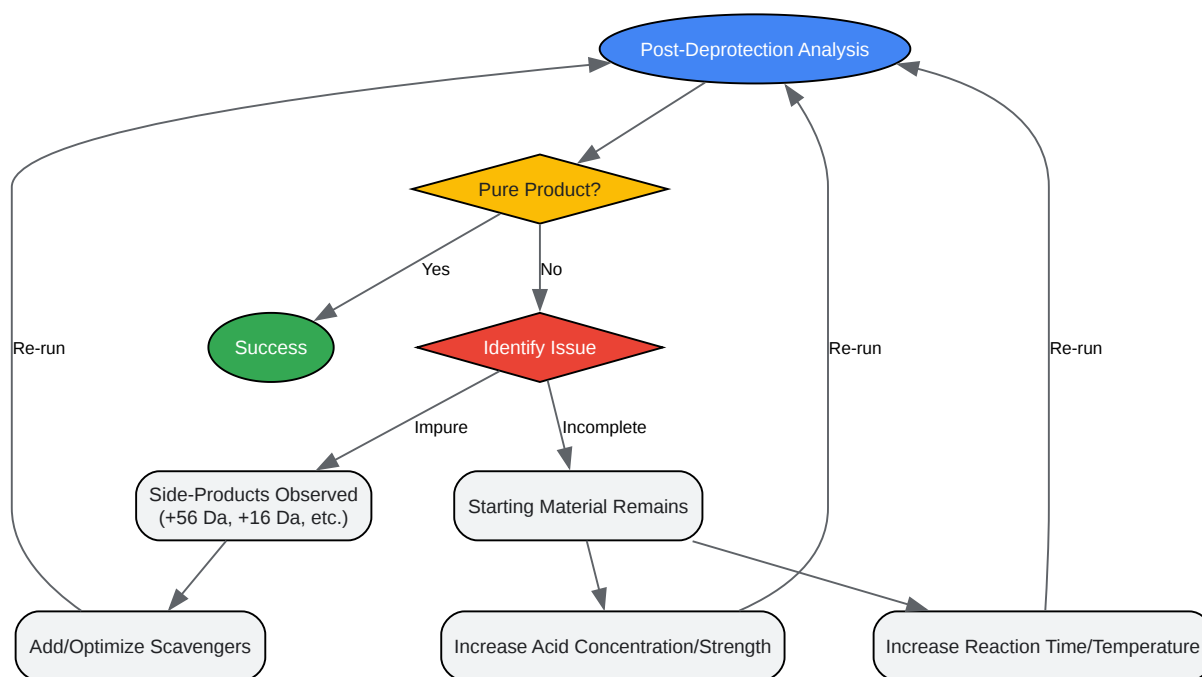 Post-Deprotection Analysis
Pure Product?
Yes
No
Success
Identify Issue
Re-run
Re-run
Re-run
Impure
Incomplete
Side-Products Observed
(+56 Da, +16 Da, etc.)
Starting Material Remains
Add/Optimize Scavengers
Increase Acid Concentration/Strength
Increase Reaction Time/Temperature